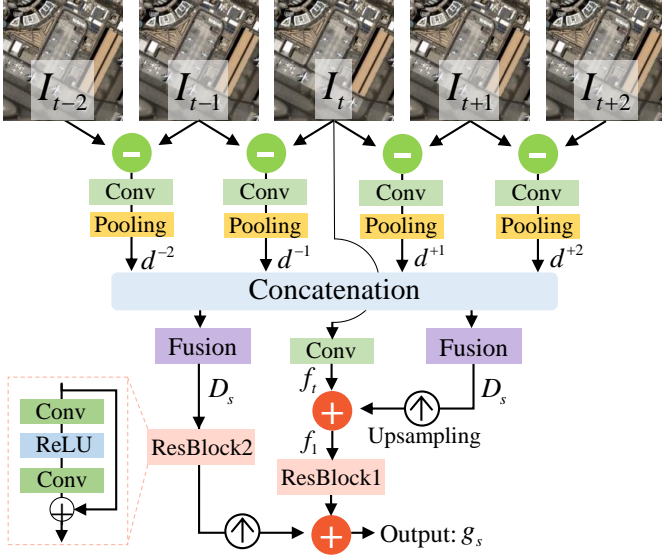 I_{t-2} I_{t-1} I_t I_{t+1} I_{t+2}
− − − −
Conv Conv Conv Conv
Pooling Pooling Pooling Pooling
d^{-2} d^{-1} d^{+1} d^{+2}
Concatenation
Fusion Conv Fusion
D_s f_t D_s
+
Upsampling
f_1
Conv
ReLU
Conv
ResBlock2
ResBlock1
+ Output: g_s